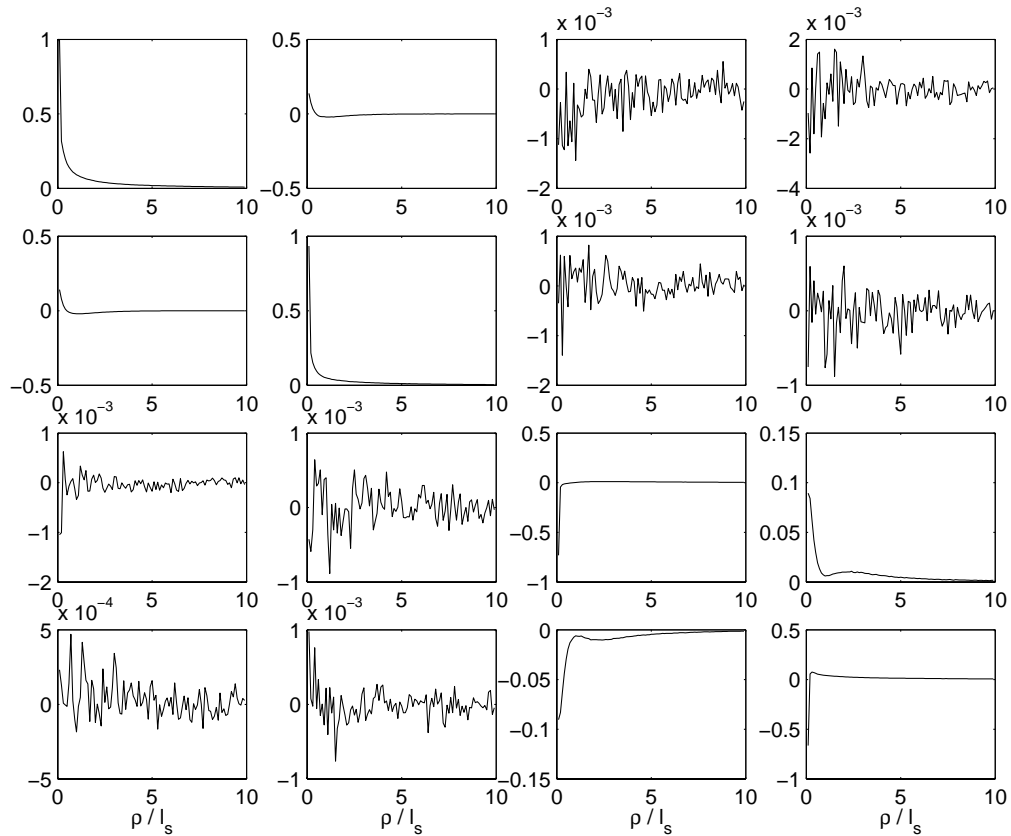 x 10⁻³ x 10⁻³
1 0.5 1 2
0.5 0 0 0
−1 −2
0 −0.5 −2 −4
0 5 10 0 5 10 0 5 10 0 5 10
x 10⁻³ x 10⁻³
0.5 1 1 1
0 0.5 0 0
−1
−0.5 0 −2 −1
0 5 10 0 5 10 0 5 10 0 5 10
x 10⁻³ x 10⁻³
1 1 0.5 0.15
0 0 0 0.1
−1 −0.5 0.05
−2 −1 −1 0
0 5 10 0 5 10 0 5 10 0 5 10
x 10⁻⁴ x 10⁻³
5 1 0 0.5
0 0 −0.05 0
−0.1 −0.5
−5 −1 −0.15 −1
0 5 10 0 5 10 0 5 10 0 5 10
ρ / lₛ ρ / lₛ ρ / lₛ ρ / lₛ